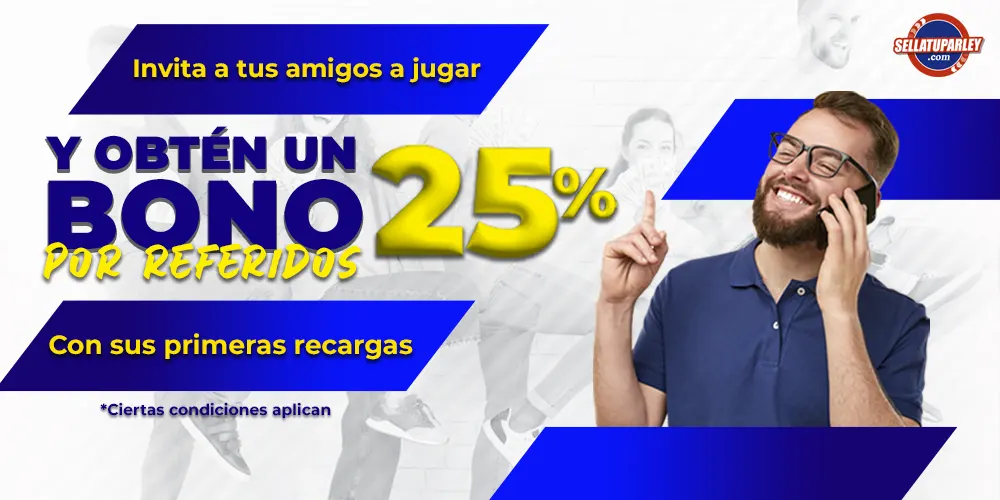 Invita a tus amigos a jugar
SELLATUPARLEY
.com
Y OBTÉN UN
BONO
25%
POR REFERIDOS
Con sus primeras recargas
*Ciertas condiciones aplican